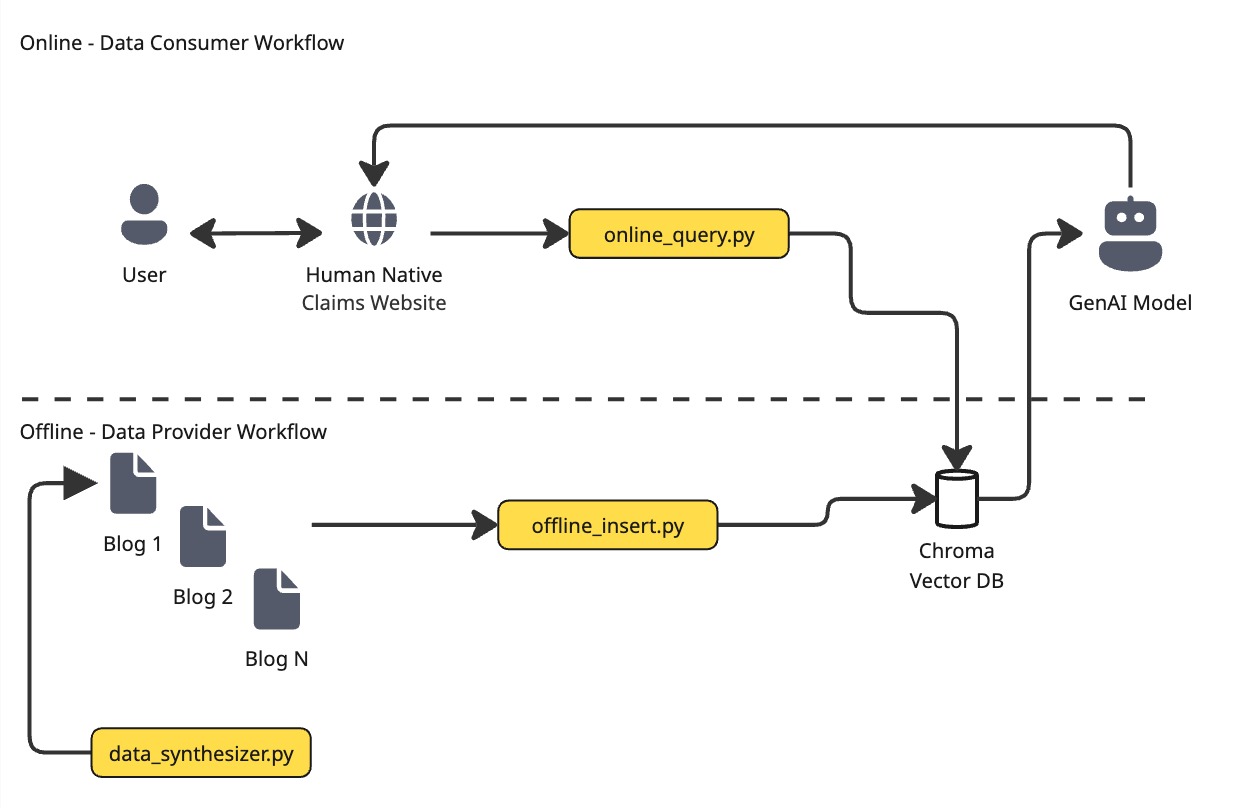 Online - Data Consumer Workflow
User
Human Native
Claims Website
online_query.py
GenAI Model
Offline - Data Provider Workflow
Blog 1
Blog 2
Blog N
offline_insert.py
Chroma
Vector DB
data_synthesizer.py